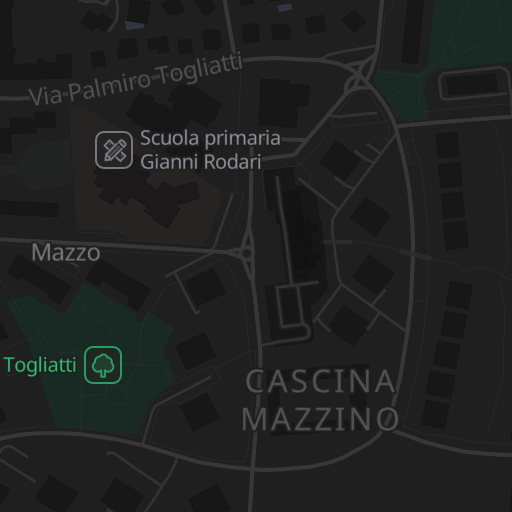 Via Palmiro Togliatti
Scuola primaria
Gianni Rodari
Mazzo
Togliatti
CASCINA
MAZZINO